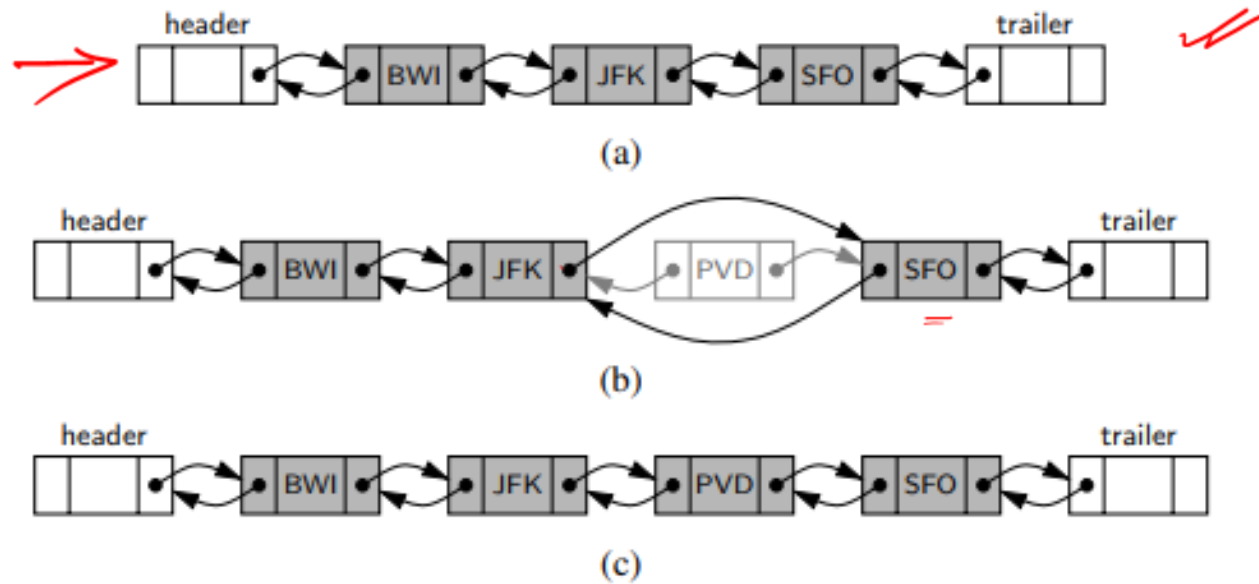 header trailer
BWI JFK SFO
(a)
header trailer
BWI JFK PVD SFO
(b)
header trailer
BWI JFK PVD SFO
(c)